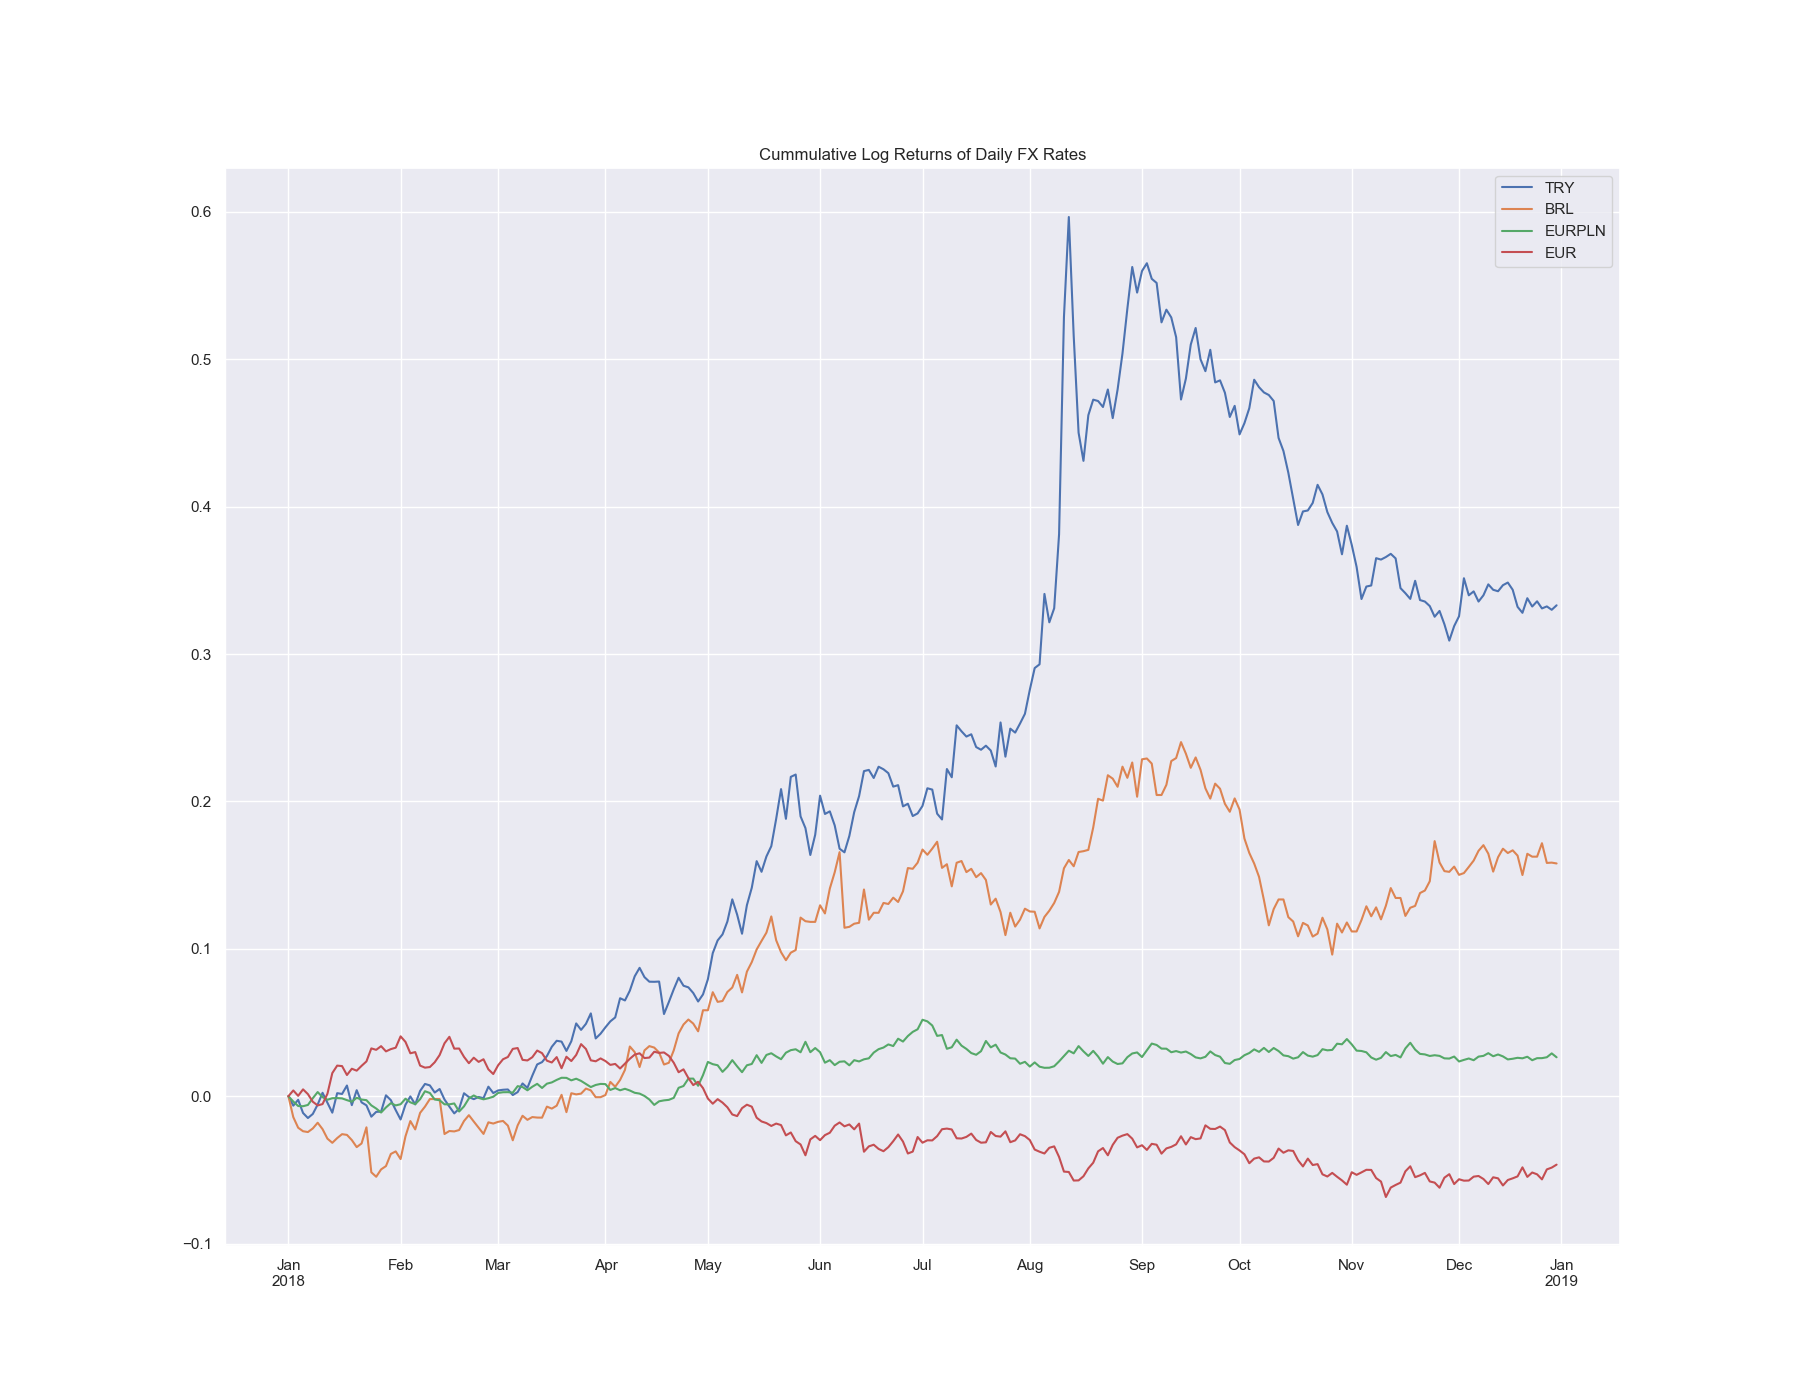 Cummulative Log Returns of Daily FX Rates
TRY
BRL
EURPLN
EUR
0.6
0.5
0.4
0.3
0.2
0.1
0.0
−0.1
Jan Feb Mar Apr May Jun Jul Aug Sep Oct Nov Dec Jan
2018 2019